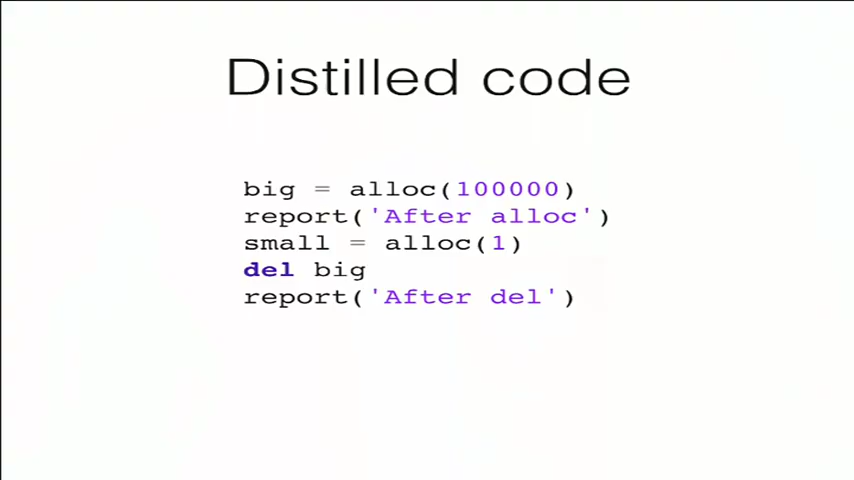 Distilled code
big = alloc(100000)
report('After alloc')
small = alloc(1)
del big
report('After del')